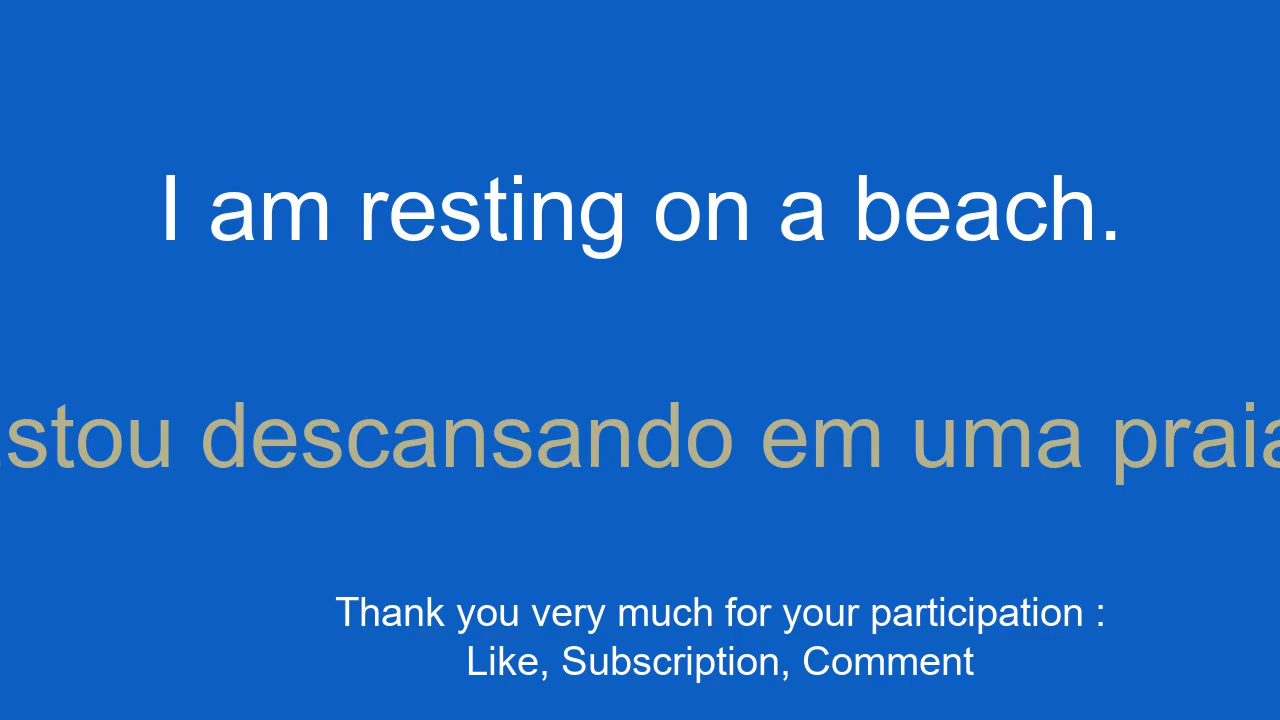 I am resting on a beach.
stou descansando em uma praia
Thank you very much for your participation :
Like, Subscription, Comment